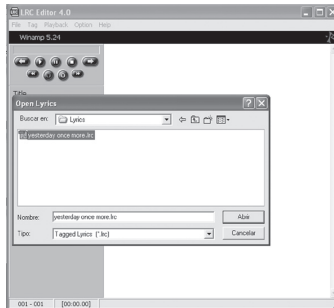 LRC Editor 4.0
File Tag Playback Option Help
Winamp 5.24
Title
Open Lyrics
Buscar en: Lyrics
yesterday once more.lrc
Nombre: yesterday once more.lrc Abrir
Tipo: Tagged Lyrics (*.lrc) Cancelar
001 - 001 [00:00.00]